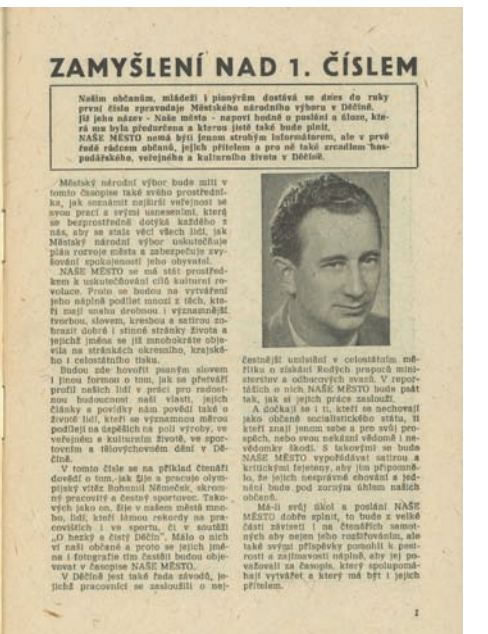 ZAMYŠLENÍ NAD 1. ČÍSLEM
Našim občanům, mládeži i pionýrům dostává se dnes do ruky
první číslo zpravodaje Městského národního výboru v Děčíně.
Již jeho název - Naše město - napoví hodně o poslání a úloze, kte-
rá mu byla předurčena a kterou jistě také bude plnit.
NAŠE MĚSTO nemá býti jenom strohým informátorem, ale v prvé
řadě rádcem občanů, jejich přítelem a pro ně také zrcadlem hos-
podářského, veřejného a kulturního života v Děčíně.
Městský národní výbor bude míti v
tomto časopise také svého prostřední-
ka, jak seznámit nejširší veřejnost se
svou prací a svými usneseními, která
se bezprostředně dotýká každého z
nás, aby se stala věcí všech lidí, jak
Městský národní výbor uskutečňuje
plán rozvoje města a zabezpečuje zvy-
šování spokojenosti jeho obyvatel.
NAŠE MĚSTO se má stát prostřed-
kem k uskutečňování cílů kulturní re-
voluce. Proto se budou na vytváření
jeho náplně podílet mnozí z těch, kte-
ří mají snahu drobnou i významnější
tvorbou, slovem, kresbou a satirou zo-
brazit dobré i stinné stránky života a
jejichž jména se již mnohokráte obje-
vila na stránkách okresního, krajské-
ho i celostátního tisku.
Budou zde hovořit psaným slovem
i jinou formou o tom, jak se přetváří
profil našich lidí v práci pro radost-
nou budoucnost naší vlasti, jejich
články a povídky nám povědí také o
životě lidí, kteří se významnou měrou
podílejí na úspěších na poli výroby, ve
veřejném a kulturním životě, ve spor-
tovním a tělovýchovném dění v Dě-
číně.
V tomto čísle se na příklad čtenáři
dovědí o tom, jak žije a pracuje olym-
pijský vítěz Bohumil Němeček, skrom-
ný pracovitý a čestný sportovec. Tako-
vých jako on, žije v našem městě mno-
ho, lidí, kteří lámou rekordy na pra-
covištích i ve sportu, či v soutěži
„O hezký a čistý Děčín". Málo o nich
ví naši občané a proto se jejich jmé-
na i fotografie tím častěji budou obje-
vovat v časopise NAŠE MĚSTO.
V Děčíně jest také řada závodů, je-
jichž pracovníci se zasloužili o nej-
čestnější umístění v celostátním mě-
řítku o získání Rudých praporů mini-
sterstev a odborových svazů. V repor-
tážích o nich NAŠE MĚSTO bude psát
tak, jak si jejich práce zaslouží.
A dočkají se i ti, kteří se nechovají
jako občané socialistického státu, ti
kteří znají jenom sebe a pro svůj pro-
spěch, nebo svou nekázní vědomě i ne-
vědomky škodí. S takovými se bude
NAŠE MĚSTO vypořádávat satirou a
kritickými fejetony, aby jim připomně-
lo, že jejich nesprávné chování a jed-
nání bude pod zorným úhlem našich
občanů.
Má-li svůj úkol a poslání NAŠE
MĚSTO dobře splnit, to bude z velké
části záviseti i na čtenářích samot-
ných aby nejen jeho rozšiřováním, ale
také svými příspěvky pomohli k pest-
rosti a zajímavosti náplně, aby jej po-
važovali za časopis, který spolupomá-
hají vytvářet a který má být i jejich
přítelem.
1